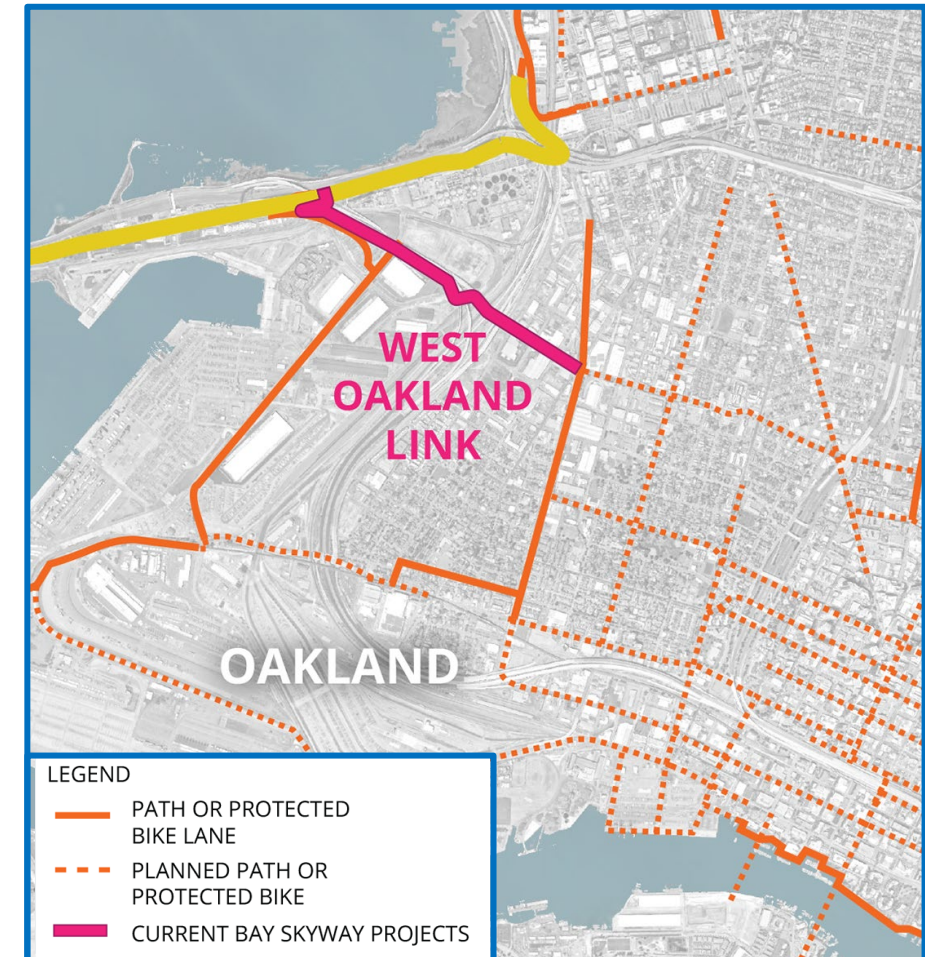 WEST
OAKLAND
LINK
OAKLAND
LEGEND
PATH OR PROTECTED
BIKE LANE
PLANNED PATH OR
PROTECTED BIKE
CURRENT BAY SKYWAY PROJECTS